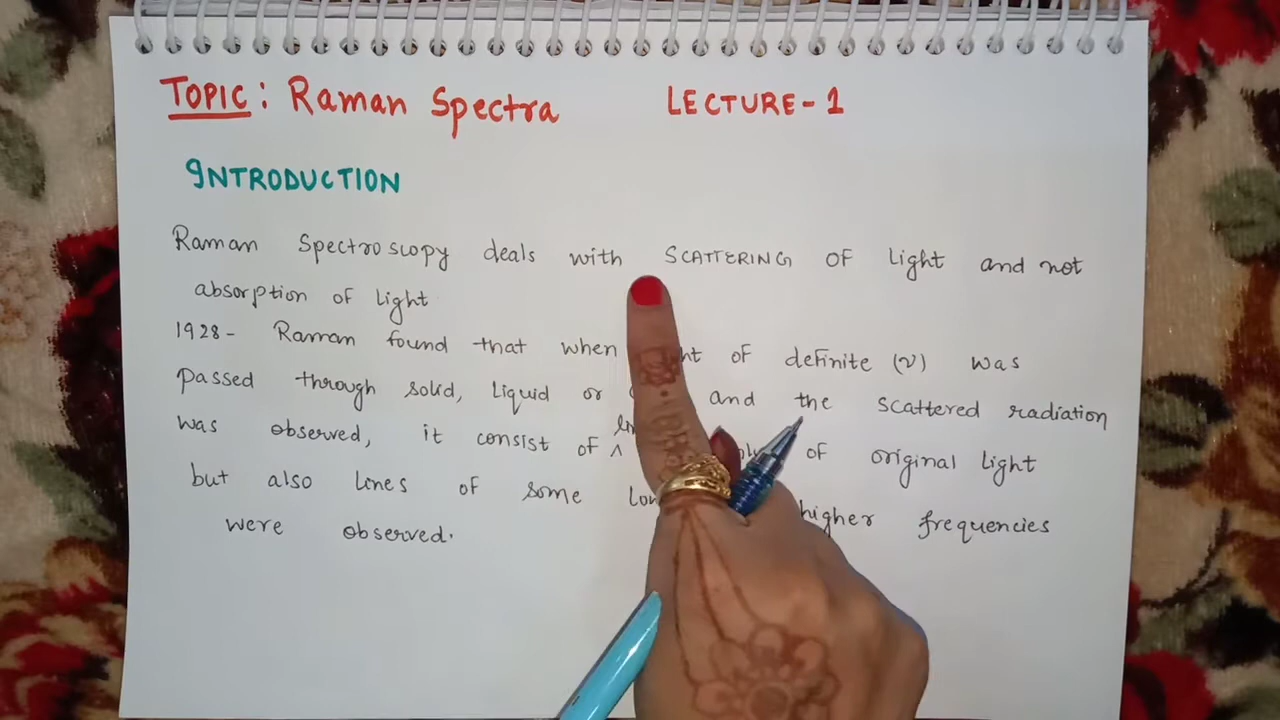 TOPIC: Raman Spectra LECTURE-1
INTRODUCTION
Raman Spectroscopy deals with SCATTERING OF light and not
absorption of light
1928- Raman found that when of definite (ν) was
passed through solid, liquid or and the scattered radiation
was observed, it consist of ^ of original light
but also lines of some higher frequencies
were observed.